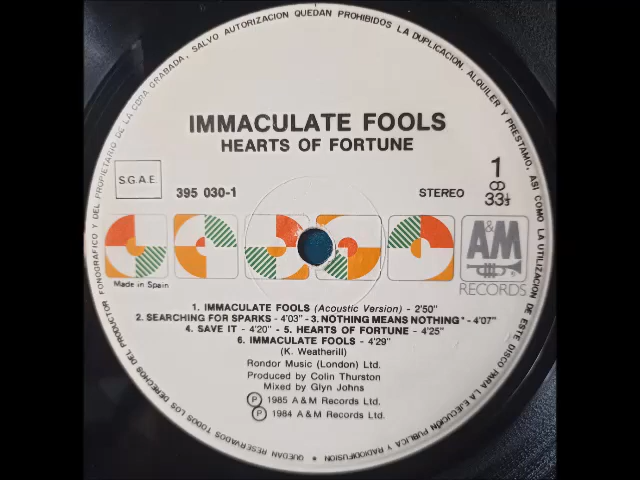 QUEDAN RESERVADOS TODOS LOS DERECHOS DEL PRODUCTOR FONOGRAFICO Y DEL PROPIETARIO DE LA OBRA GRABADA, SALVO AUTORIZACION QUEDAN PROHIBIDOS LA DUPLICACION, ALQUILER Y PRESTAMO, ASI COMO LA UTILIZACION DE ESTE DISCO PARA LA EJECUCION PUBLICA Y RADIODIFUSION *
IMMACULATE FOOLS
HEARTS OF FORTUNE
S.G.A.E.
395 030-1
STEREO
1
33⅓
A&M
RECORDS
Made in Spain
1. IMMACULATE FOOLS (Acoustic Version) - 2'50"
2. SEARCHING FOR SPARKS - 4'03" - 3. NOTHING MEANS NOTHING* - 4'07"
4. SAVE IT - 4'20" - 5. HEARTS OF FORTUNE - 4'25"
6. IMMACULATE FOOLS - 4'29"
(K. Weatherill)
Rondor Music (London) Ltd.
Produced by Colin Thurston
Mixed by Glyn Johns
Ⓟ 1985 A & M Records Ltd.
Ⓟ 1984 A & M Records Ltd.